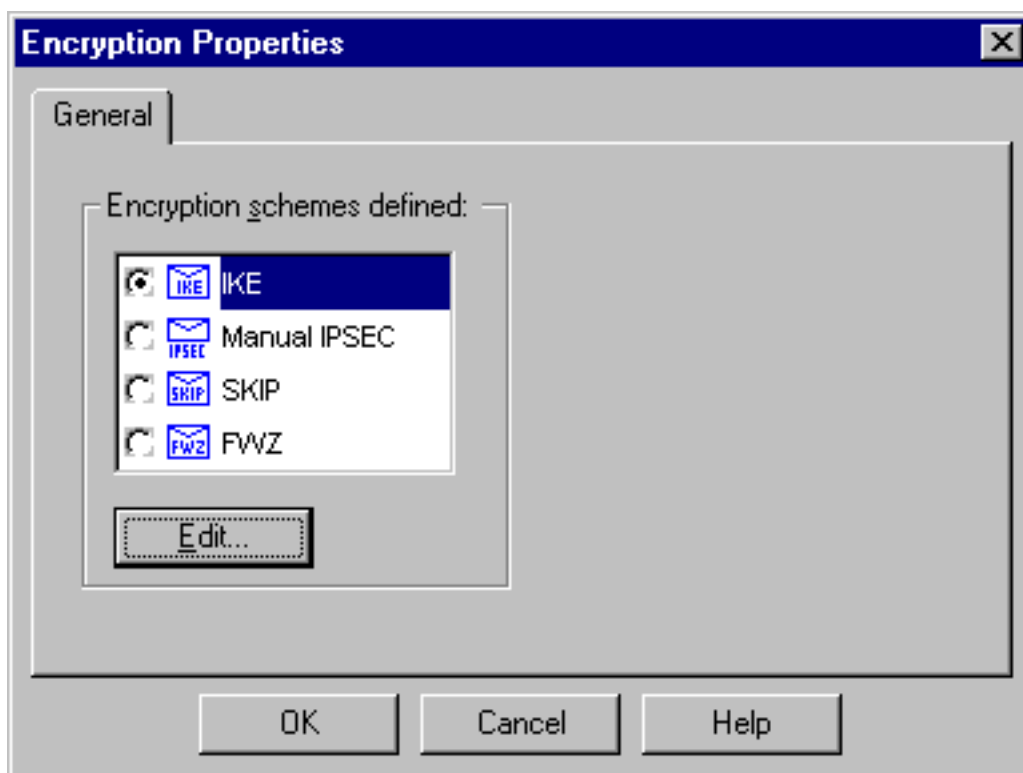 Encryption Properties
General
Encryption schemes defined:
IKE IKE
IPSEC Manual IPSEC
SKIP SKIP
FWZ FWZ
Edit...
OK Cancel Help